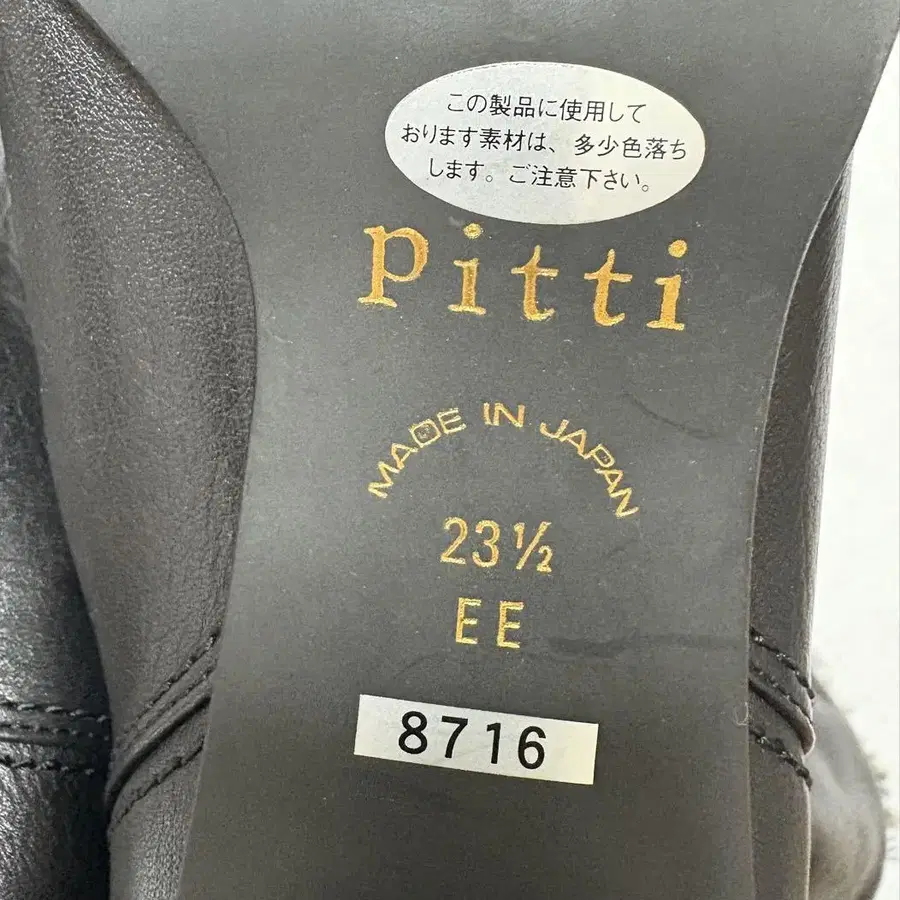 この製品に使用して
おります素材は、多少色落ち
します。ご注意下さい。
Pitti
MADE IN JAPAN
23½
EE
8716